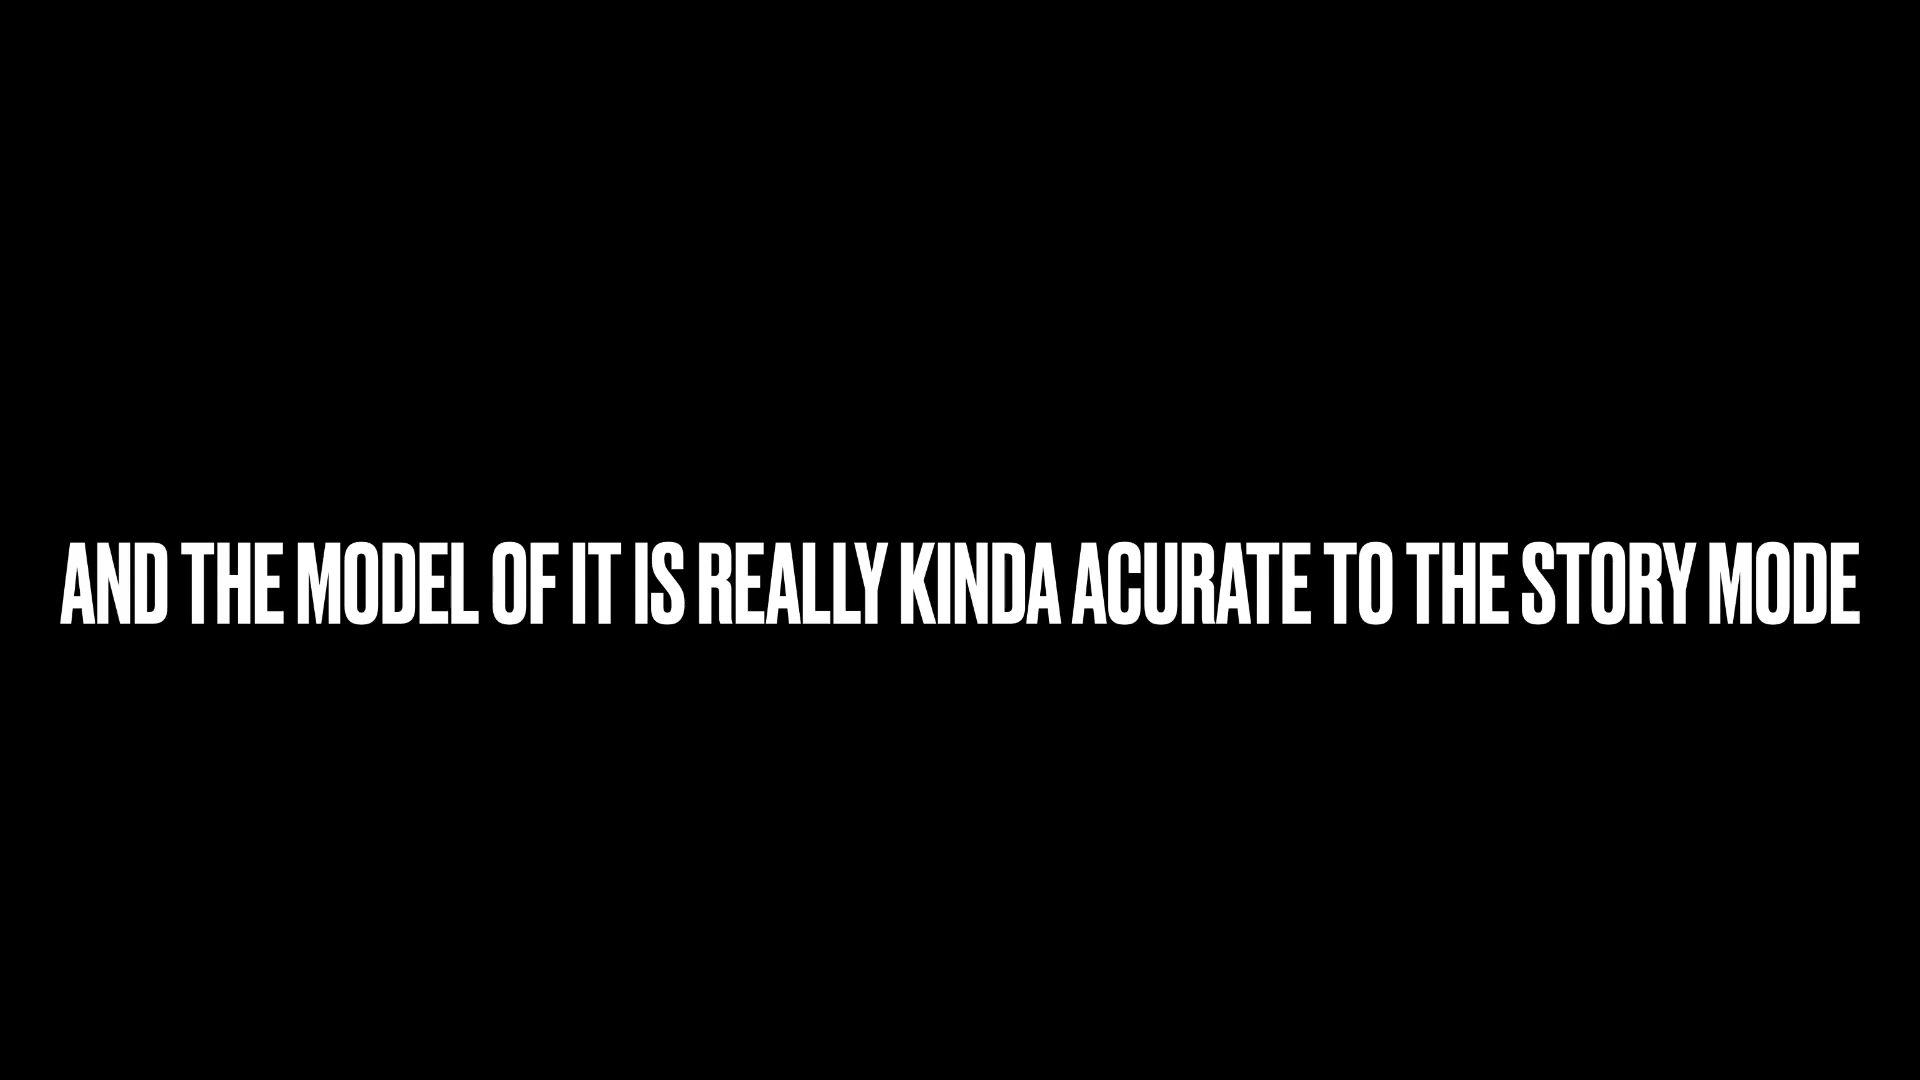 AND THE MODEL OF IT IS REALLY KINDA ACURATE TO THE STORY MODE